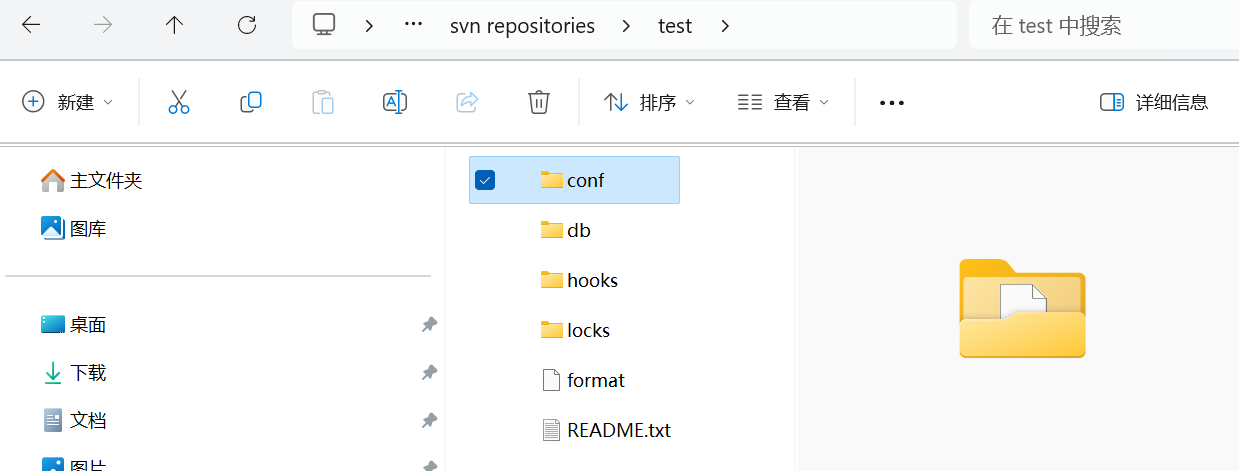 ··· svn repositories test 在 test 中搜索
新建 排序 查看 ··· 详细信息
主文件夹
图库
桌面
下载
文档
图片
conf
db
hooks
locks
format
README.txt